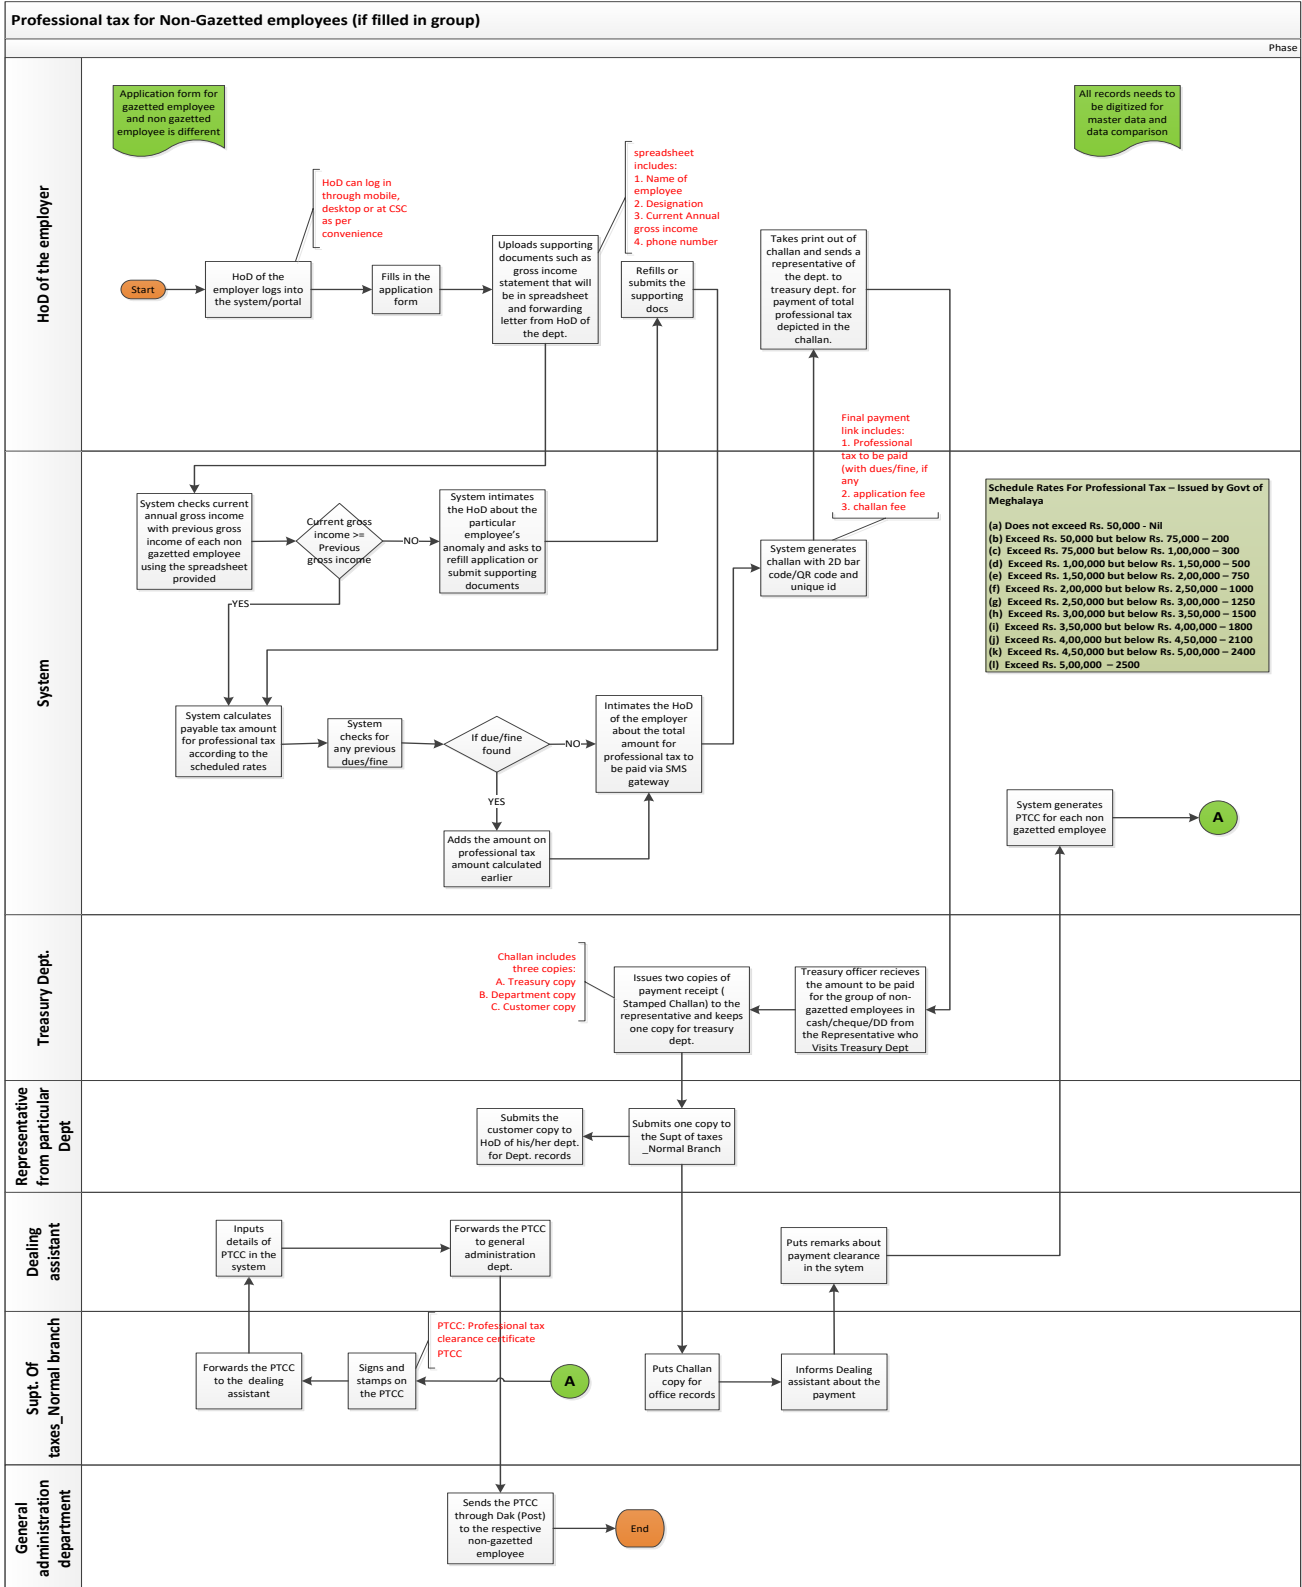 Professional tax for Non-Gazetted employees (if filled in group)
Phase
HoD of the employer
Application form for
gazetted employee
and non gazetted
employee is different
All records needs to
be digitized for
master data and
data comparison
HoD can log in
through mobile,
desktop or at CSC
as per
convenience
spreadsheet
includes:
1. Name of
employee
2. Designation
3. Current Annual
gross income
4. phone number
Start
HoD of the
employer logs into
the system/portal
Fills in the
application
form
Uploads supporting
documents such as
gross income
statement that will
be in spreadsheet
and forwarding
letter from HoD of
the dept.
Refills or
submits the
supporting
docs
Takes print out of
challan and sends a
representative of
the dept. to
treasury dept. for
payment of total
professional tax
depicted in the
challan.
Final payment
link includes:
1. Professional
tax to be paid
(with dues/fine, if
any
2. application fee
3. challan fee
System
System checks current
annual gross income
with previous gross
income of each non
gazetted employee
using the spreadsheet
provided
Current gross
income >=
Previous
gross income
NO
YES
System intimates
the HoD about the
particular
employee's
anomaly and asks to
refill application or
submit supporting
documents
System generates
challan with 2D bar
code/QR code and
unique id
Schedule Rates For Professional Tax – Issued by Govt of
Meghalaya
(a) Does not exceed Rs. 50,000 - Nil
(b) Exceed Rs. 50,000 but below Rs. 75,000 – 200
(c) Exceed Rs. 75,000 but below Rs. 1,00,000 – 300
(d) Exceed Rs. 1,00,000 but below Rs. 1,50,000 – 500
(e) Exceed Rs. 1,50,000 but below Rs. 2,00,000 – 750
(f) Exceed Rs. 2,00,000 but below Rs. 2,50,000 – 1000
(g) Exceed Rs. 2,50,000 but below Rs. 3,00,000 – 1250
(h) Exceed Rs. 3,00,000 but below Rs. 3,50,000 – 1500
(i) Exceed Rs. 3,50,000 but below Rs. 4,00,000 – 1800
(j) Exceed Rs. 4,00,000 but below Rs. 4,50,000 – 2100
(k) Exceed Rs. 4,50,000 but below Rs. 5,00,000 – 2400
(l) Exceed Rs. 5,00,000 – 2500
System calculates
payable tax amount
for professional tax
according to the
scheduled rates
System
checks for
any previous
dues/fine
If due/fine
found
NO
YES
Intimates the HoD
of the employer
about the total
amount for
professional tax to
be paid via SMS
gateway
Adds the amount on
professional tax
amount calculated
earlier
System generates
PTCC for each non
gazetted employee
A
Treasury Dept.
Challan includes
three copies:
A. Treasury copy
B. Department copy
C. Customer copy
Issues two copies of
payment receipt (
Stamped Challan) to the
representative and keeps
one copy for treasury
dept.
Treasury officer recieves
the amount to be paid
for the group of non-
gazetted employees in
cash/cheque/DD from
the Representative who
Visits Treasury Dept
Representative
from particular
Dept
Submits the
customer copy to
HoD of his/her dept.
for Dept. records
Submits one copy to
the Supt of taxes
_Normal Branch
Dealing
assistant
Inputs
details of
PTCC in the
system
Forwards the PTCC
to general
administration
dept.
Puts remarks about
payment clearance
in the sytem
Supt. Of
taxes_Normal branch
PTCC: Professional tax
clearance certificate
PTCC
Forwards the PTCC
to the dealing
assistant
Signs and
stamps on
the PTCC
A
Puts Challan
copy for
office records
Informs Dealing
assistant about the
payment
General
administration
department
Sends the PTCC
through Dak (Post)
to the respective
non-gazetted
employee
End